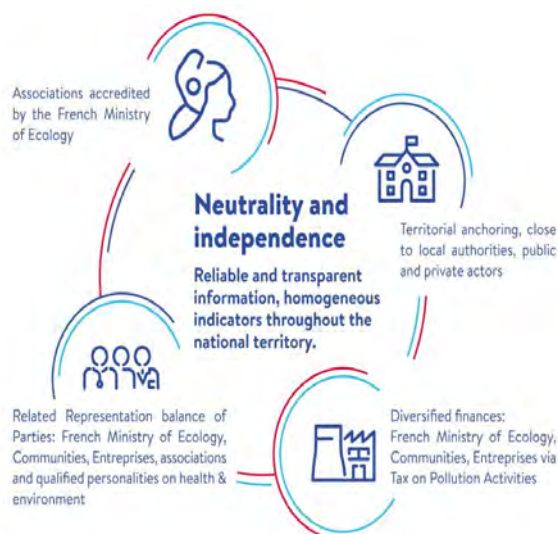 Associations accredited
by the French Ministry
of Ecology
Neutrality and
independence
Reliable and transparent
information, homogeneous
indicators throughout the
national territory.
Territorial anchoring, close
to local authorities, public
and private actors
Related Representation balance of
Parties: French Ministry of Ecology,
Communities, Entreprises, associations
and qualified personalities on health &
environment
Diversified finances:
French Ministry of Ecology,
Communities, Entreprises via
Tax on Pollution Activities